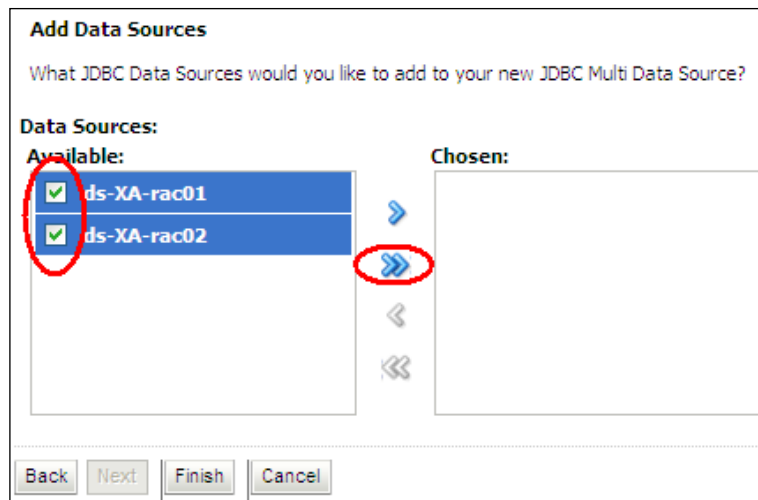 Add Data Sources
What JDBC Data Sources would you like to add to your new JDBC Multi Data Source?
Data Sources:
Available:
Chosen:
ds-XA-rac01
ds-XA-rac02
Back Next Finish Cancel